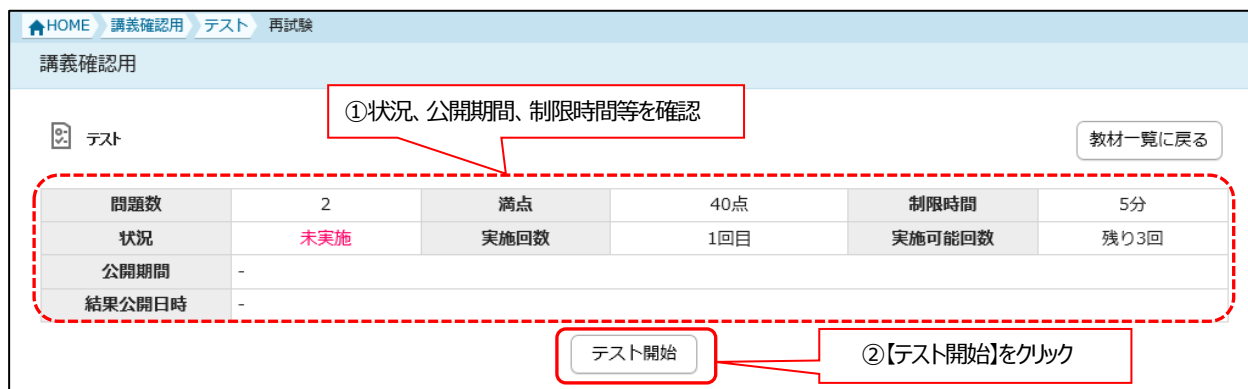 HOME 講義確認用 テスト 再試験
講義確認用
①状況、公開期間、制限時間等を確認
テスト
教材一覧に戻る
問題数 2 満点 40点 制限時間 5分
状況 未実施 実施回数 1回目 実施可能回数 残り3回
公開期間 -
結果公開日時 -
テスト開始
②【テスト開始】をクリック